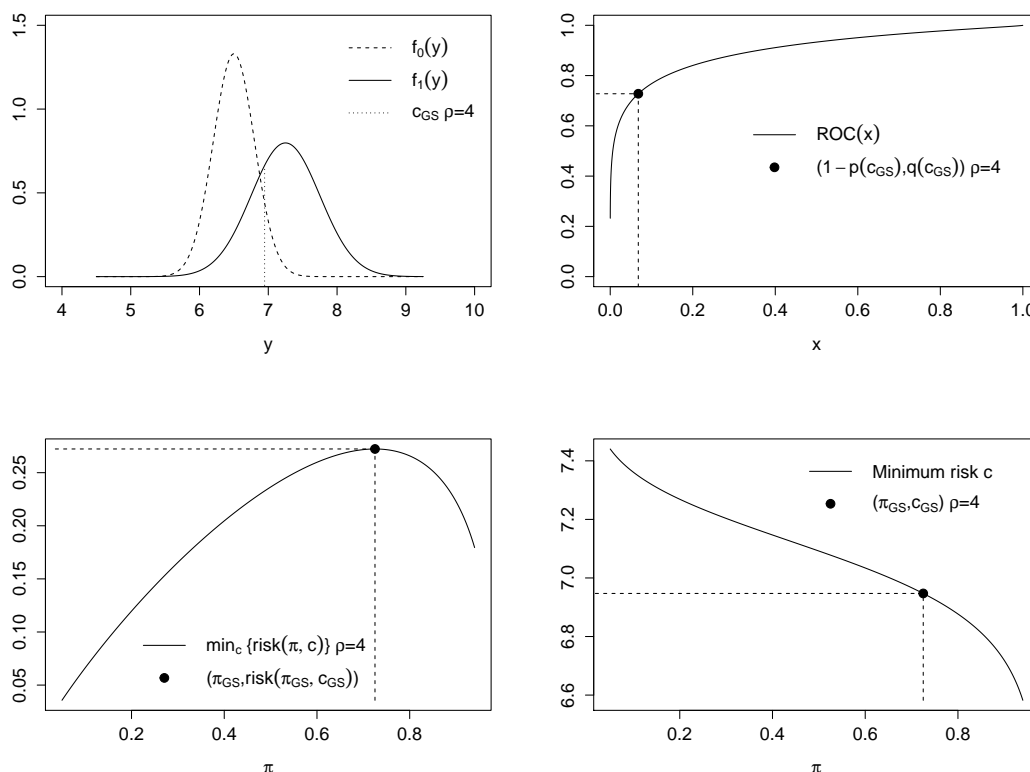 1.5
1.0
0.5
0.0
f0(y)
f1(y)
cGS ρ=4
4 5 6 7 8 9 10
y
1.0
0.8
0.6
0.4
0.2
0.0
ROC(x)
(1 − p(cGS),q(cGS)) ρ=4
0.0 0.2 0.4 0.6 0.8 1.0
x
0.25
0.20
0.15
0.10
0.05
minc {risk(π, c)} ρ=4
(πGS,risk(πGS, cGS))
0.2 0.4 0.6 0.8
π
7.4
7.2
7.0
6.8
6.6
Minimum risk c
(πGS,cGS) ρ=4
0.2 0.4 0.6 0.8
π